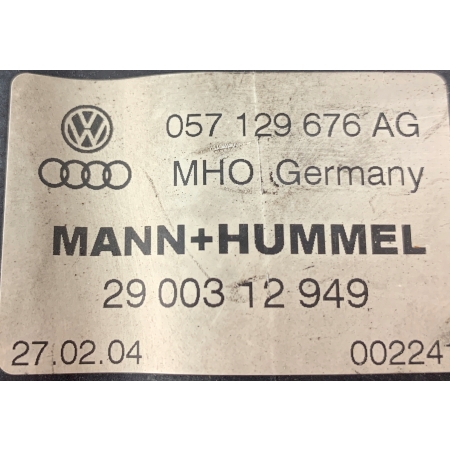 057 129 676 AG
MHO Germany
MANN+HUMMEL
29 003 12 949
27.02.04 00224